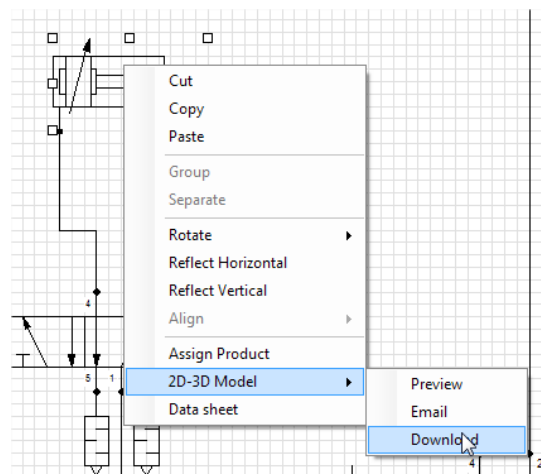 Cut
Copy
Paste
Group
Separate
Rotate
Reflect Horizontal
Reflect Vertical
Align
Assign Product
2D-3D Model
Data sheet
Preview
Email
Download
4
5 1
4
2